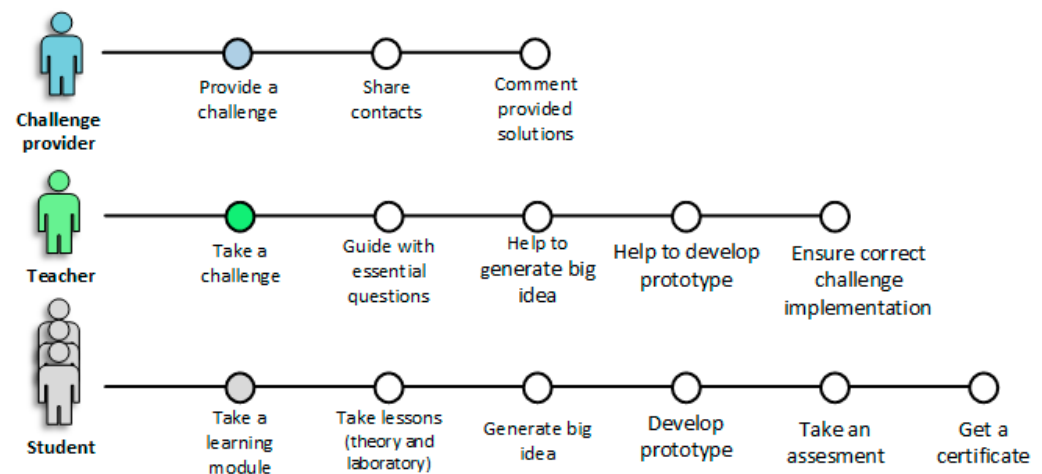 Provide a
challenge
Share
contacts
Comment
provided
solutions
Challenge
provider
Take a
challenge
Guide with
essential
questions
Help to
generate big
idea
Help to develop
prototype
Ensure correct
challenge
implementation
Teacher
Take a
learning
module
Take lessons
(theory and
laboratory)
Generate big
idea
Develop
prototype
Take an
assesment
Get a
certificate
Student